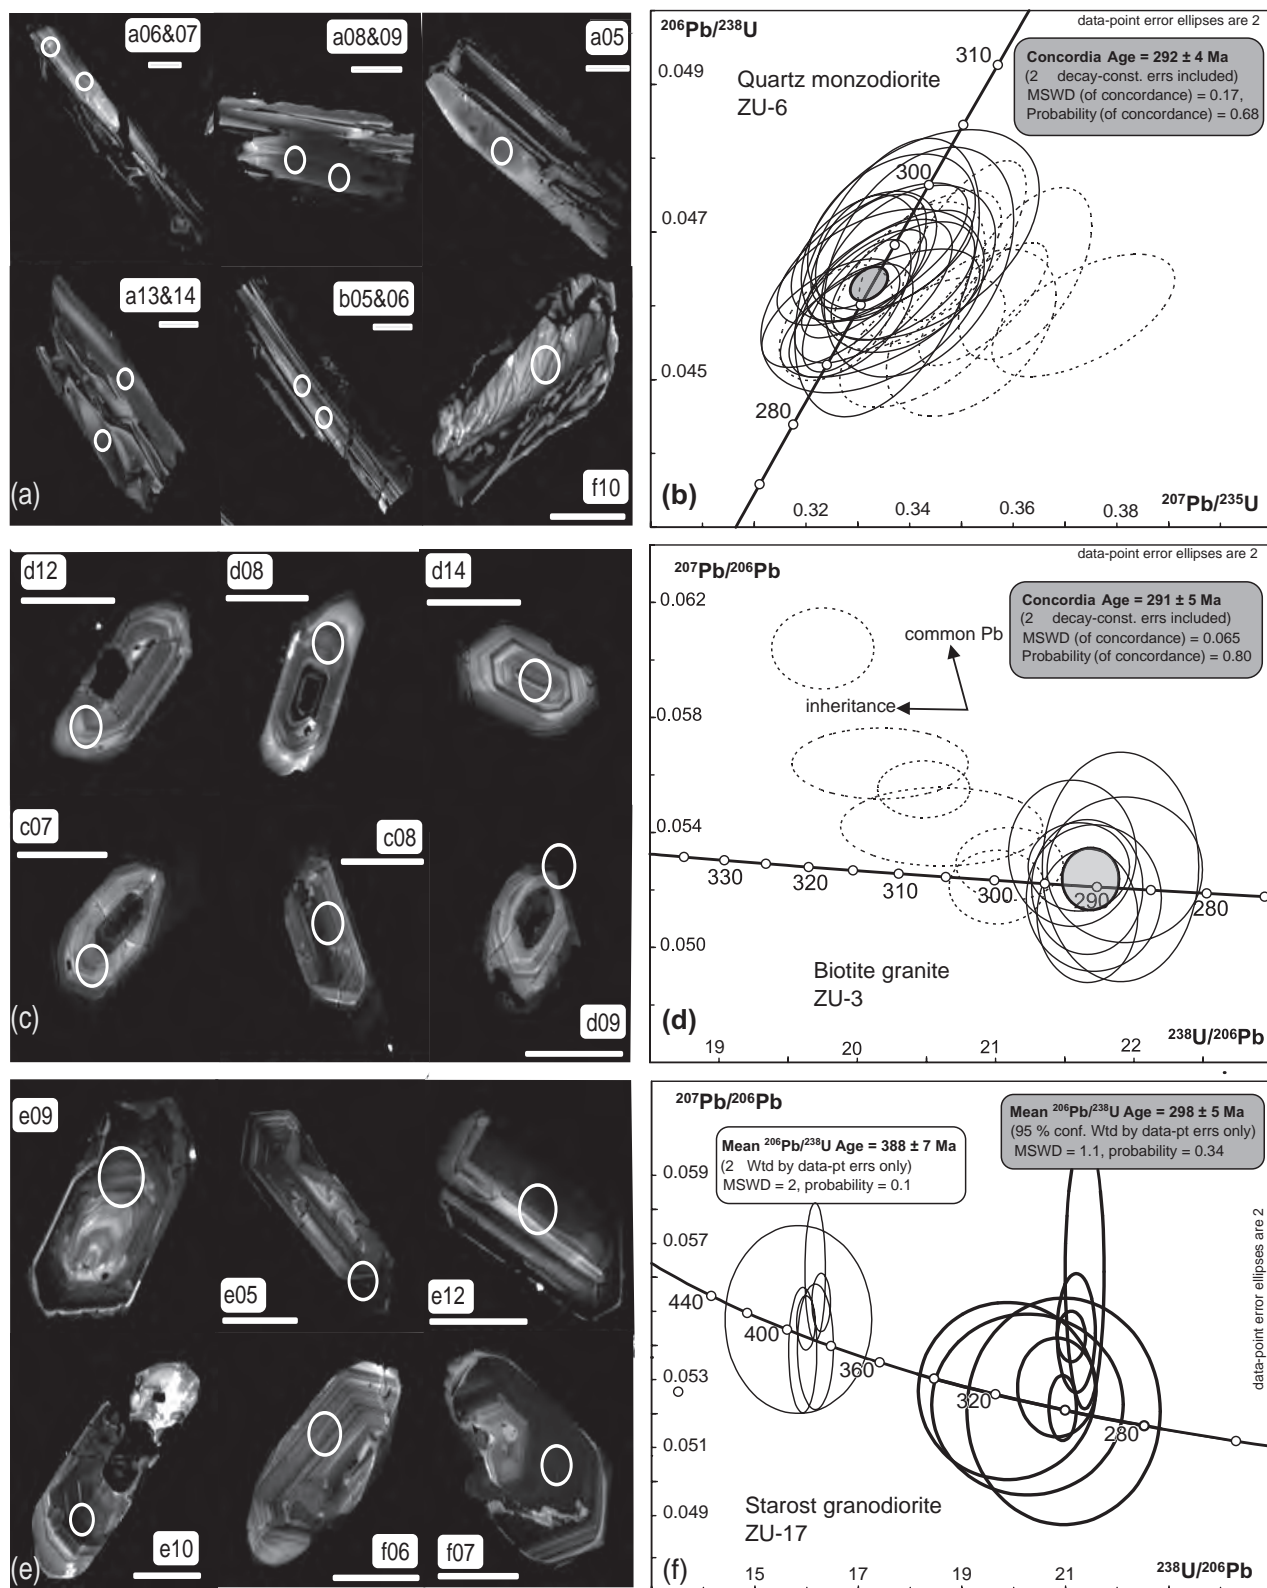 a06&07
a08&09
a05
a13&14
b05&06
f10
(a)
²⁰⁶Pb/²³⁸U
data-point error ellipses are 2
Quartz monzodiorite
ZU-6
Concordia Age = 292 ± 4 Ma
(2 decay-const. errs included)
MSWD (of concordance) = 0.17,
Probability (of concordance) = 0.68
310
300
280
0.049
0.047
0.045
0.32
0.34
0.36
0.38
(b)
²⁰⁷Pb/²³⁵U
d12
d08
d14
c07
c08
d09
(c)
data-point error ellipses are 2
²⁰⁷Pb/²⁰⁶Pb
Concordia Age = 291 ± 5 Ma
(2 decay-const. errs included)
MSWD (of concordance) = 0.065
Probability (of concordance) = 0.80
common Pb
inheritance
0.062
0.058
0.054
0.050
330
320
310
300
290
280
Biotite granite
ZU-3
(d)
²³⁸U/²⁰⁶Pb
19
20
21
22
e09
e05
e12
e10
f06
f07
(e)
²⁰⁷Pb/²⁰⁶Pb
Mean ²⁰⁶Pb/²³⁸U Age = 298 ± 5 Ma
(95 % conf. Wtd by data-pt errs only)
MSWD = 1.1, probability = 0.34
Mean ²⁰⁶Pb/²³⁸U Age = 388 ± 7 Ma
(2 Wtd by data-pt errs only)
MSWD = 2, probability = 0.1
0.059
0.057
0.055
0.053
0.051
0.049
440
400
360
320
280
data-point error ellipses are 2
Starost granodiorite
ZU-17
(f)
15
17
19
21
²³⁸U/²⁰⁶Pb